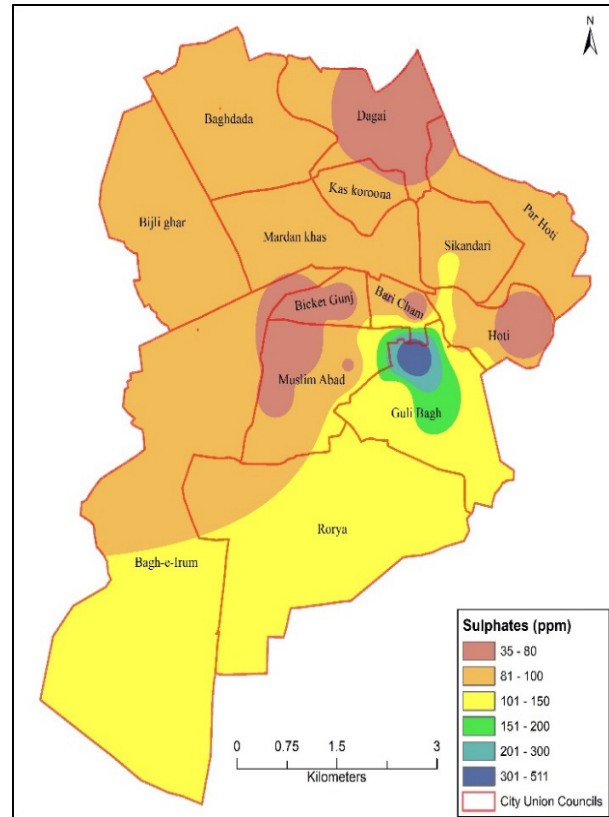 N
Dagai
Baghdada
Kas koroona
Par Hoti
Bijli ghar
Mardan khas
Sikandari
Bicket Gunj
Bari Cham
Hoti
Muslim Abad
Guli Bagh
Rorya
Bagh-e-Irum
Sulphates (ppm)
35 - 80
81 - 100
101 - 150
151 - 200
201 - 300
301 - 511
City Union Councils
0 0.75 1.5 3
Kilometers